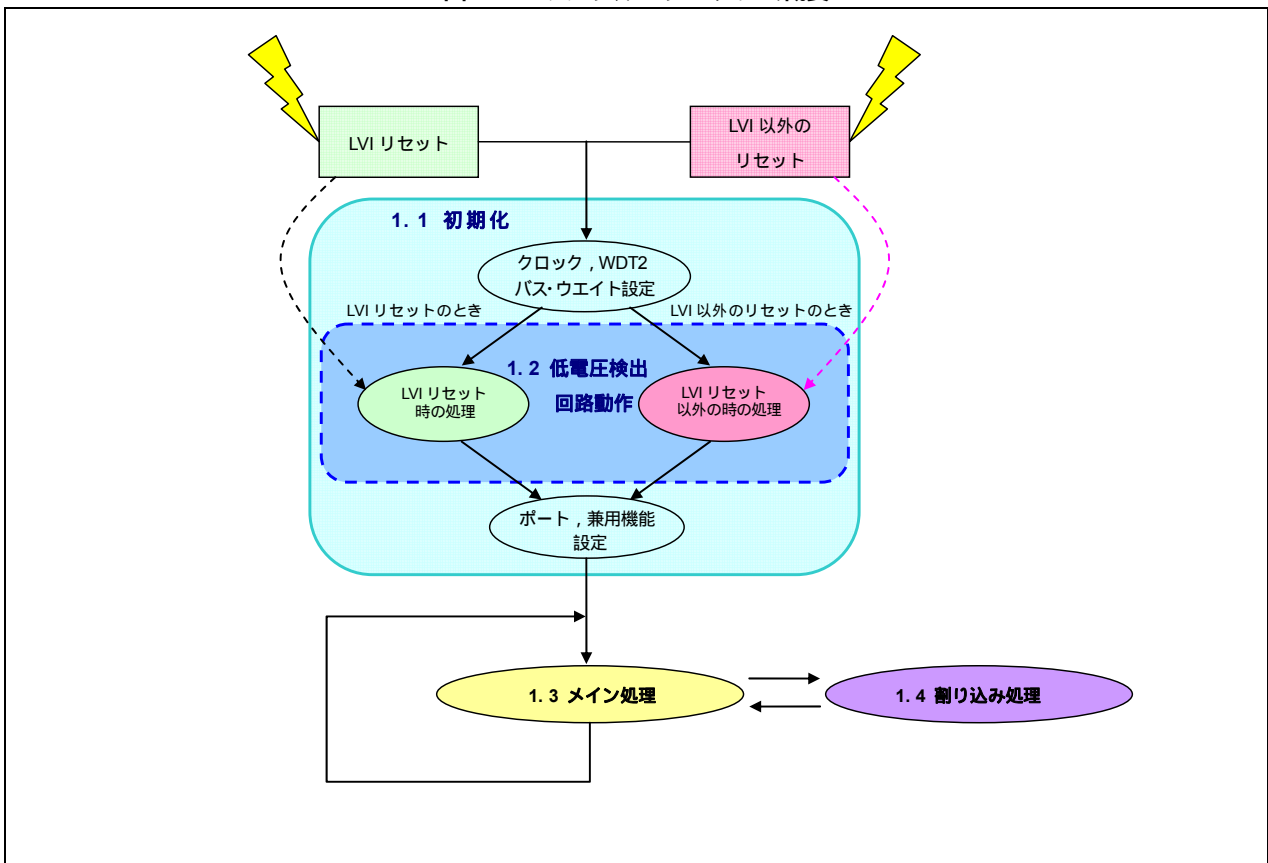 LVI リセット
LVI 以外の
リセット
1. 1 初期化
クロック , WDT2
バス・ウエイト設定
LVI リセットのとき
LVI 以外のリセットのとき
1. 2 低電圧検出
回路動作
LVI リセット
時の処理
LVI リセット
以外の時の処理
ポート , 兼用機能
設定
1. 3 メイン処理
1. 4 割り込み処理